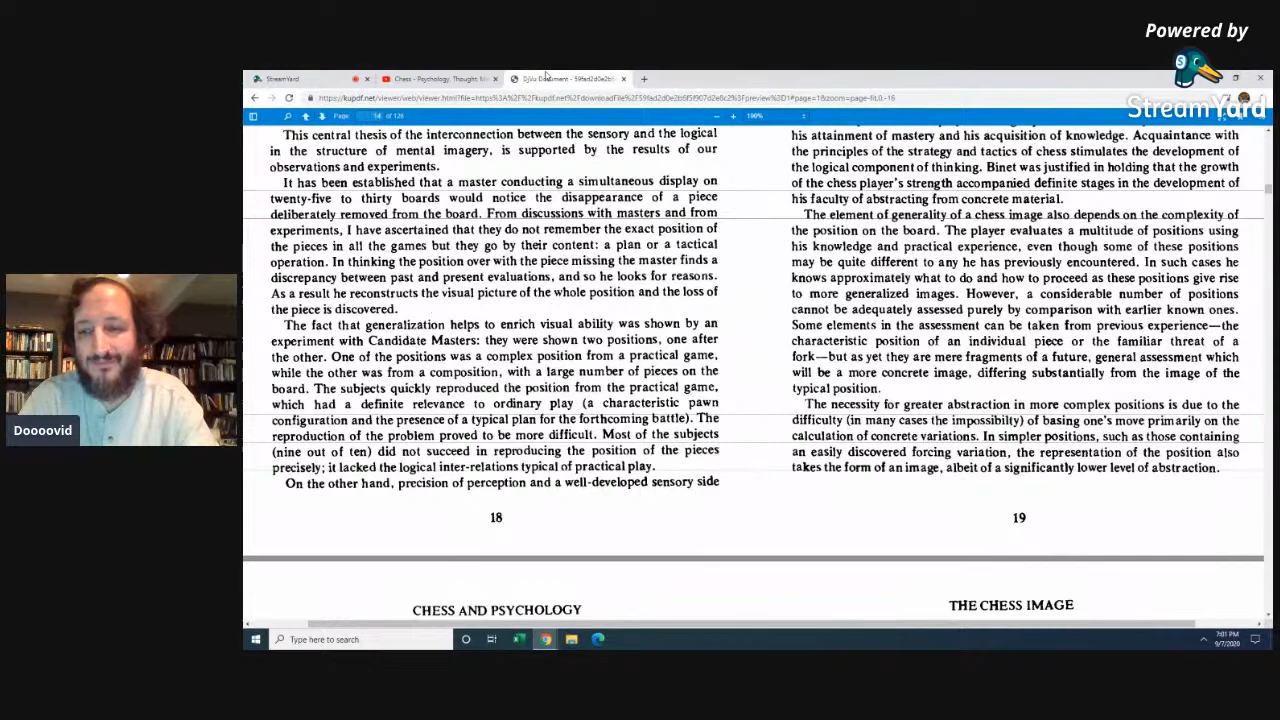 Powered by
StreamYard
StreamYard
Chess - Psychology, Thought, M
DjVu Document - 59fad2d0e2b6
Page
14 of 126
100%
This central thesis of the interconnection between the sensory and the logical
in the structure of mental imagery, is supported by the results of our
observations and experiments.
It has been established that a master conducting a simultaneous display on
twenty-five to thirty boards would notice the disappearance of a piece
deliberately removed from the board. From discussions with masters and from
experiments, I have ascertained that they do not remember the exact position of
the pieces in all the games but they go by their content: a plan or a tactical
operation. In thinking the position over with the piece missing the master finds a
discrepancy between past and present evaluations, and so he looks for reasons.
As a result he reconstructs the visual picture of the whole position and the loss of
the piece is discovered.
The fact that generalization helps to enrich visual ability was shown by an
experiment with Candidate Masters: they were shown two positions, one after
the other. One of the positions was a complex position from a practical game,
while the other was from a composition, with a large number of pieces on the
board. The subjects quickly reproduced the position from the practical game,
which had a definite relevance to ordinary play (a characteristic pawn
configuration and the presence of a typical plan for the forthcoming battle). The
reproduction of the problem proved to be more difficult. Most of the subjects
(nine out of ten) did not succeed in reproducing the position of the pieces
precisely; it lacked the logical inter-relations typical of practical play.
On the other hand, precision of perception and a well-developed sensory side
18
his attainment of mastery and his acquisition of knowledge. Acquaintance with
the principles of the strategy and tactics of chess stimulates the development of
the logical component of thinking. Binet was justified in holding that the growth
of the chess player's strength accompanied definite stages in the development of
his faculty of abstracting from concrete material.
The element of generality of a chess image also depends on the complexity of
the position on the board. The player evaluates a multitude of positions using
his knowledge and practical experience, even though some of these positions
may be quite different to any he has previously encountered. In such cases he
knows approximately what to do and how to proceed as these positions give rise
to more generalized images. However, a considerable number of positions
cannot be adequately assessed purely by comparison with earlier known ones.
Some elements in the assessment can be taken from previous experience—the
characteristic position of an individual piece or the familiar threat of a
fork—but as yet they are mere fragments of a future, general assessment which
will be a more concrete image, differing substantially from the image of the
typical position.
The necessity for greater abstraction in more complex positions is due to the
difficulty (in many cases the impossibility) of basing one's move primarily on the
calculation of concrete variations. In simpler positions, such as those containing
an easily discovered forcing variation, the representation of the position also
takes the form of an image, albeit of a significantly lower level of abstraction.
19
CHESS AND PSYCHOLOGY
THE CHESS IMAGE
Doooovid
Type here to search
7:01 PM
9/7/2020